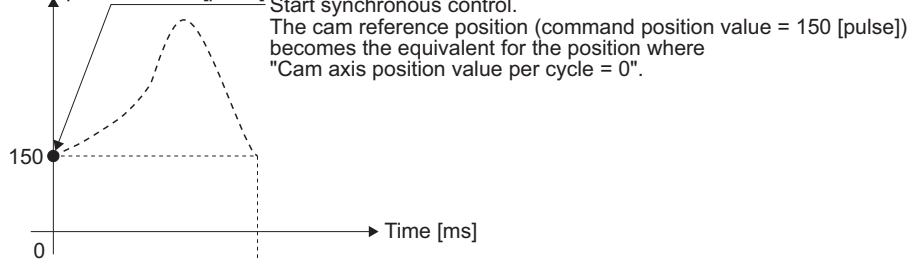 Start synchronous control.
The cam reference position (command position value = 150 [pulse])
becomes the equivalent for the position where
"Cam axis position value per cycle = 0".
150
Time [ms]
0